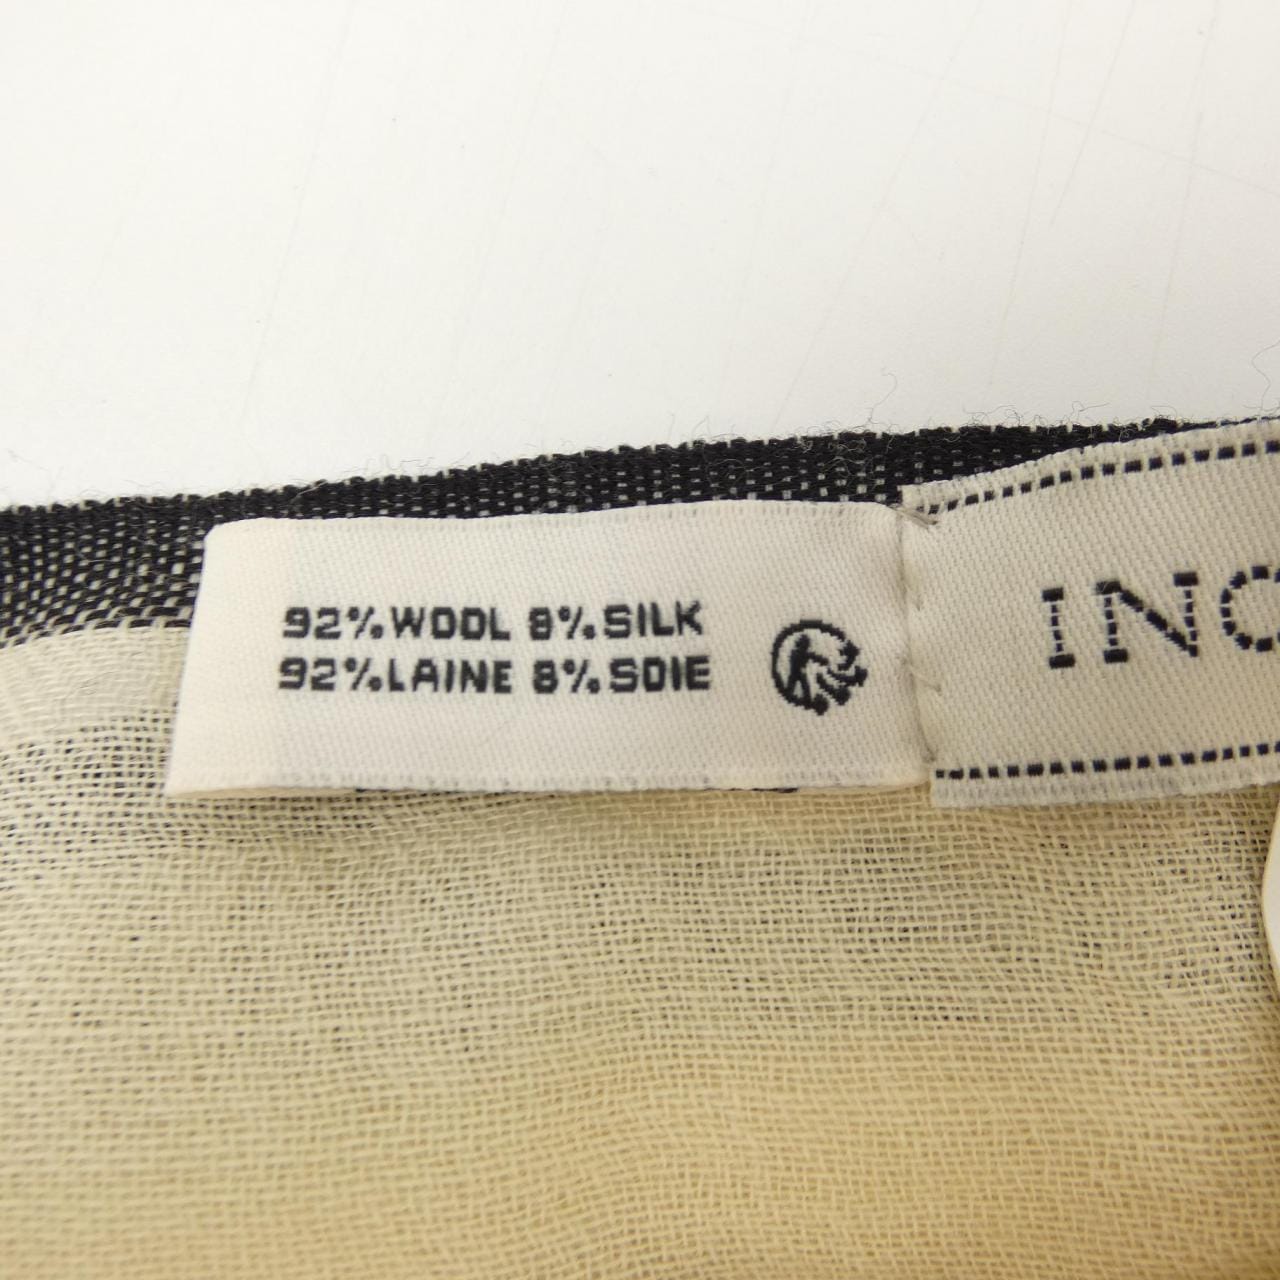 92% WOOL 8% SILK
92% LAINE 8% SOIE
INC